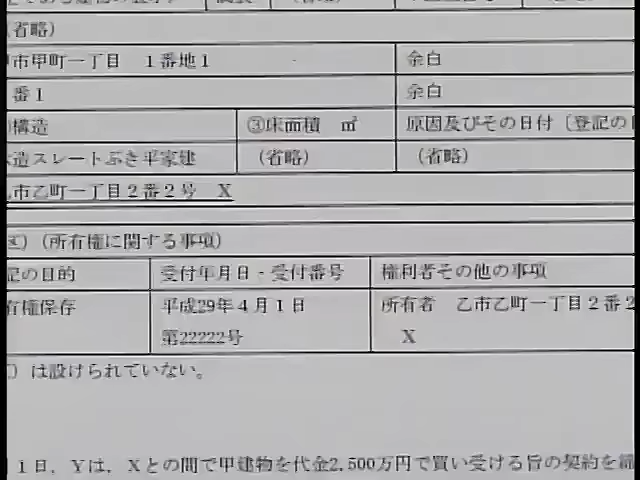 (省略)
市甲町一丁目 1番地1 余白
番1 余白
構造 ③床面積 ㎡ 原因及びその日付〔登記の
造スレートぶき平家建 (省略) (省略)
市乙町一丁目2番2号 X
(所有権に関する事項)
記の目的 受付年月日・受付番号 権利者その他の事項
有権保存 平成29年4月1日 所有者 乙市乙町一丁目2番2
第22222号 X
)は設けられていない。
1日,Yは,Xとの間で甲建物を代金2,500万円で買い受ける旨の契約を締